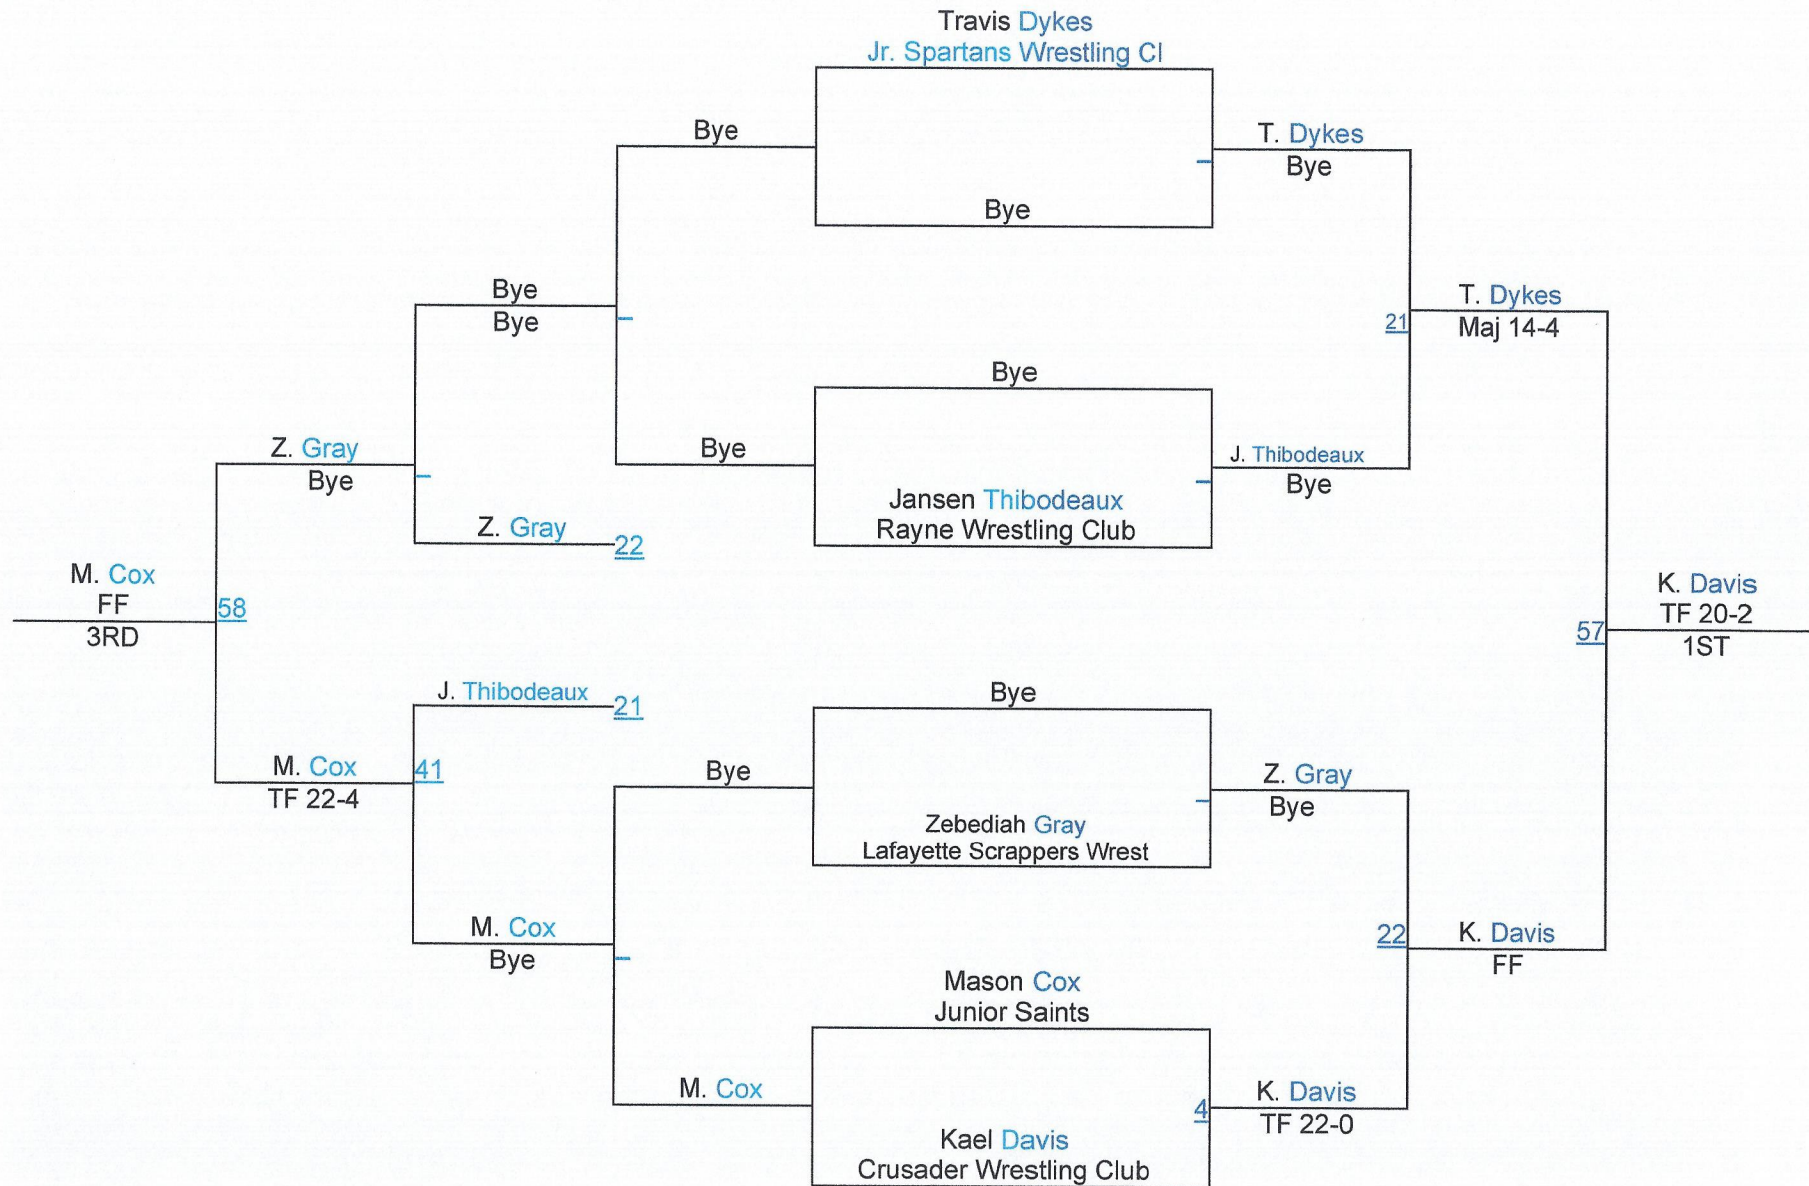 Travis Dykes
Jr. Spartans Wrestling Cl
Bye
T. Dykes
Bye
Bye
Bye
Bye
T. Dykes
21
Maj 14-4
Bye
Z. Gray
Bye
Bye
J. Thibodeaux
Bye
Jansen Thibodeaux
Rayne Wrestling Club
Z. Gray
22
M. Cox
FF
58
3RD
K. Davis
TF 20-2
57
1ST
J. Thibodeaux
21
Bye
M. Cox
41
TF 22-4
Bye
Z. Gray
Bye
Zebediah Gray
Lafayette Scrappers Wrest
M. Cox
Bye
22
K. Davis
FF
Mason Cox
Junior Saints
M. Cox
4
K. Davis
TF 22-0
Kael Davis
Crusader Wrestling Club